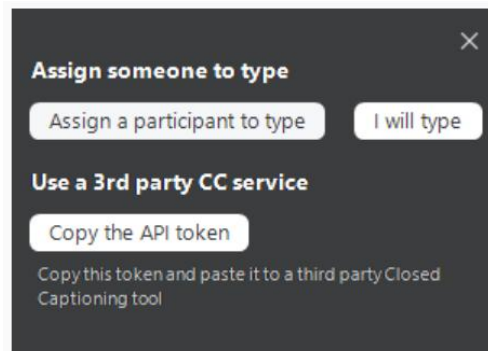 Assign someone to type
Assign a participant to type I will type
Use a 3rd party CC service
Copy the API token
Copy this token and paste it to a third party Closed
Captioning tool